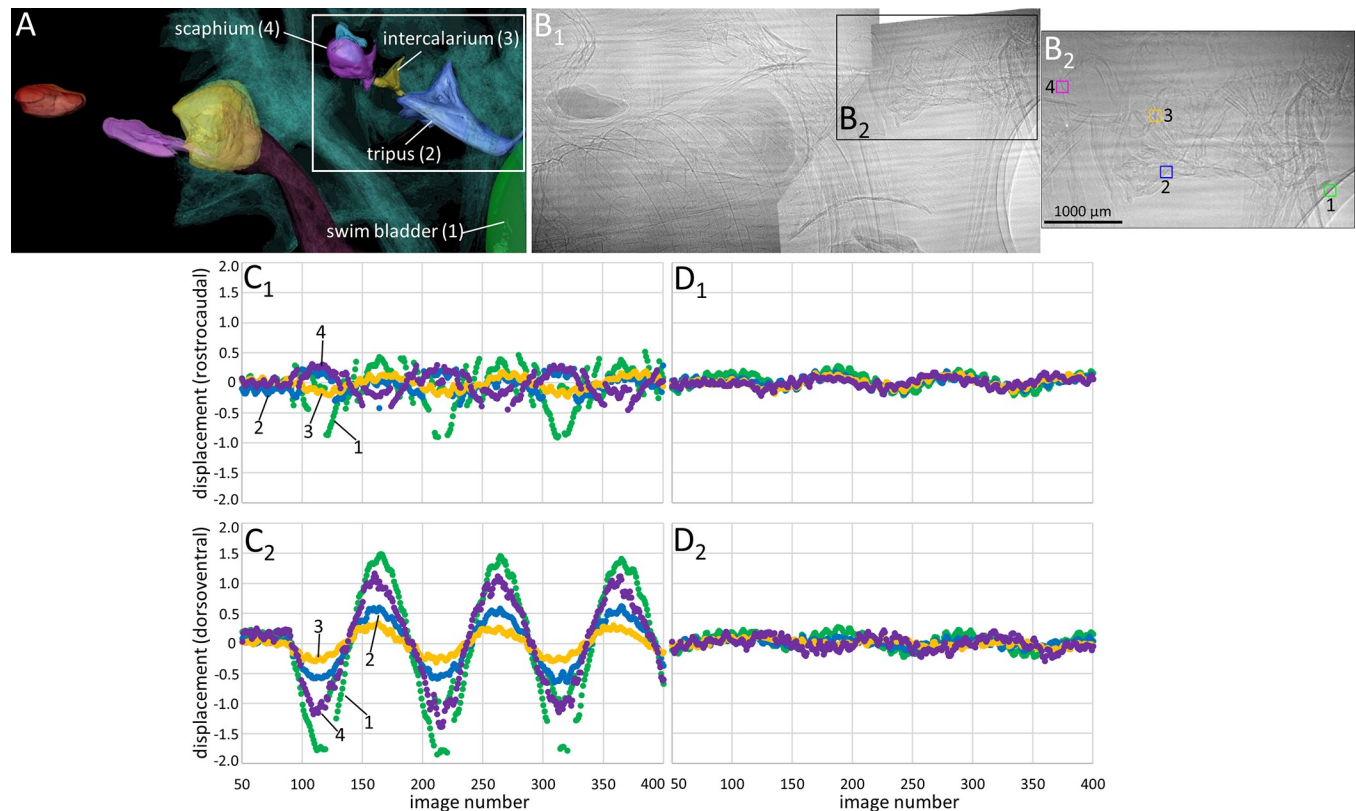 A
scaphium (4)
intercalarium (3)
tripus (2)
swim bladder (1)
B1
B2
B2
4
3
2
1
1000 µm
displacement (rostrocaudal)
2.0
1.5
1.0
0.5
0
-0.5
-1.0
-1.5
-2.0
C1
4
2
3
1
D1
displacement (dorsoventral)
2.0
1.5
1.0
0.5
0
-0.5
-1.0
-1.5
-2.0
C2
3
2
1
4
D2
50 100 150 200 250 300 350 400
image number
50 100 150 200 250 300 350 400
image number